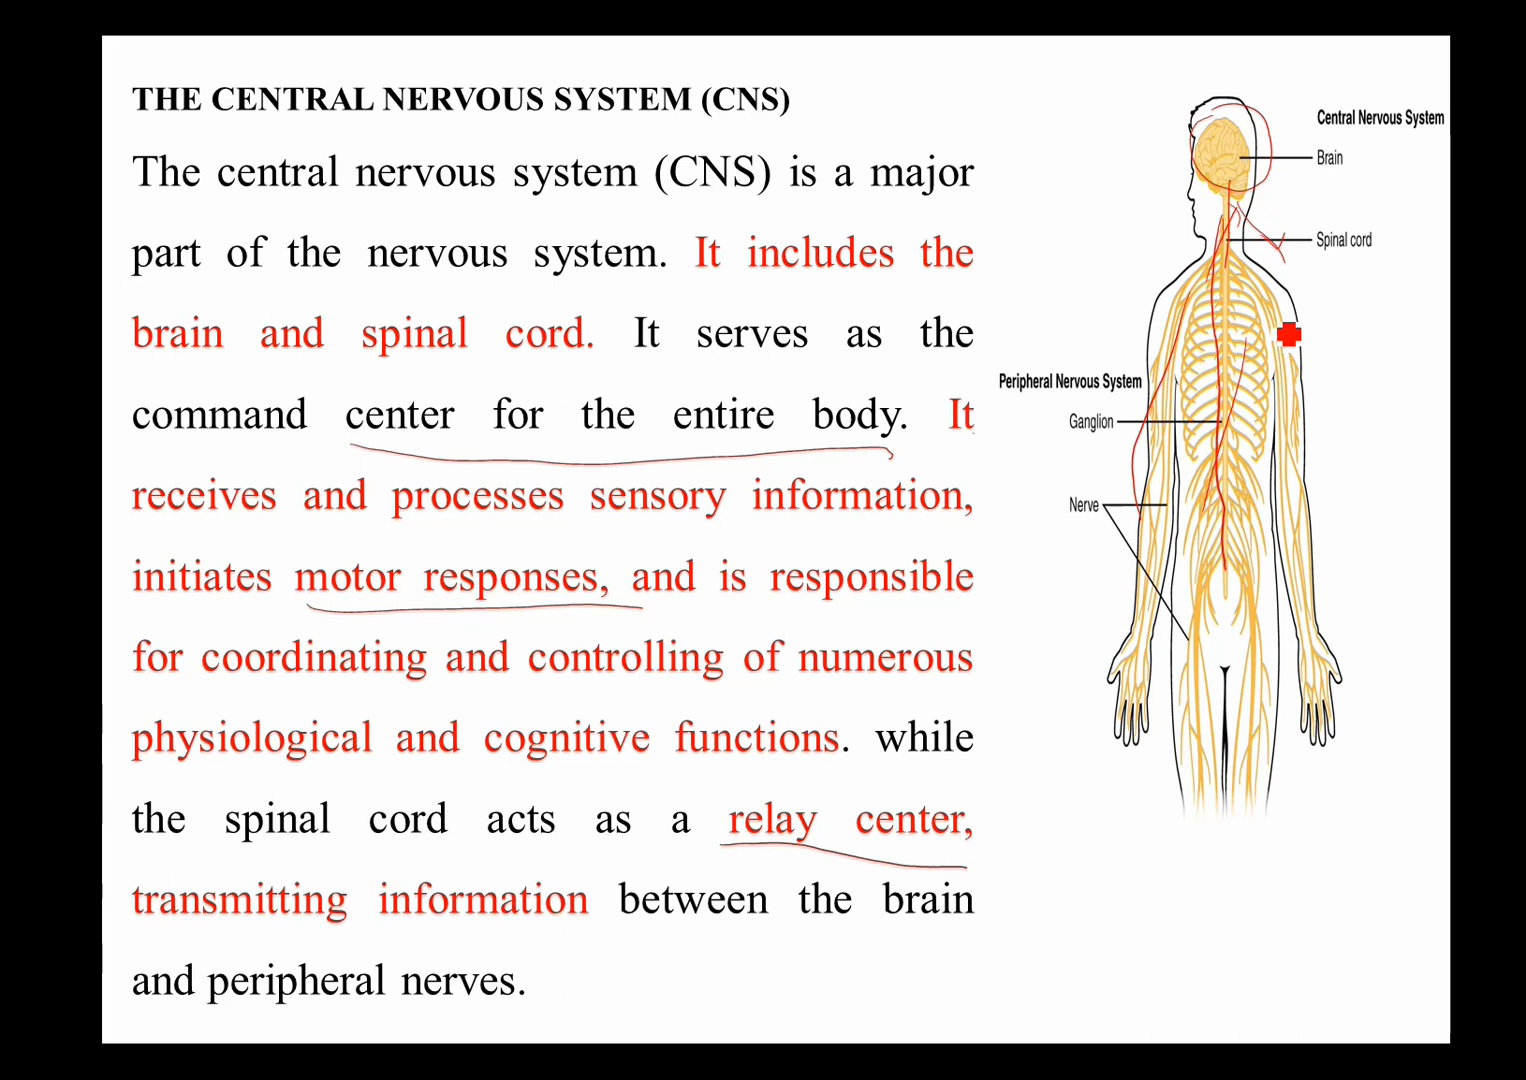 THE CENTRAL NERVOUS SYSTEM (CNS)
The central nervous system (CNS) is a major
part of the nervous system. It includes the
brain and spinal cord. It serves as the
command center for the entire body. It
receives and processes sensory information,
initiates motor responses, and is responsible
for coordinating and controlling of numerous
physiological and cognitive functions. while
the spinal cord acts as a relay center,
transmitting information between the brain
and peripheral nerves.
Central Nervous System
Brain
Spinal cord
Peripheral Nervous System
Ganglion
Nerve